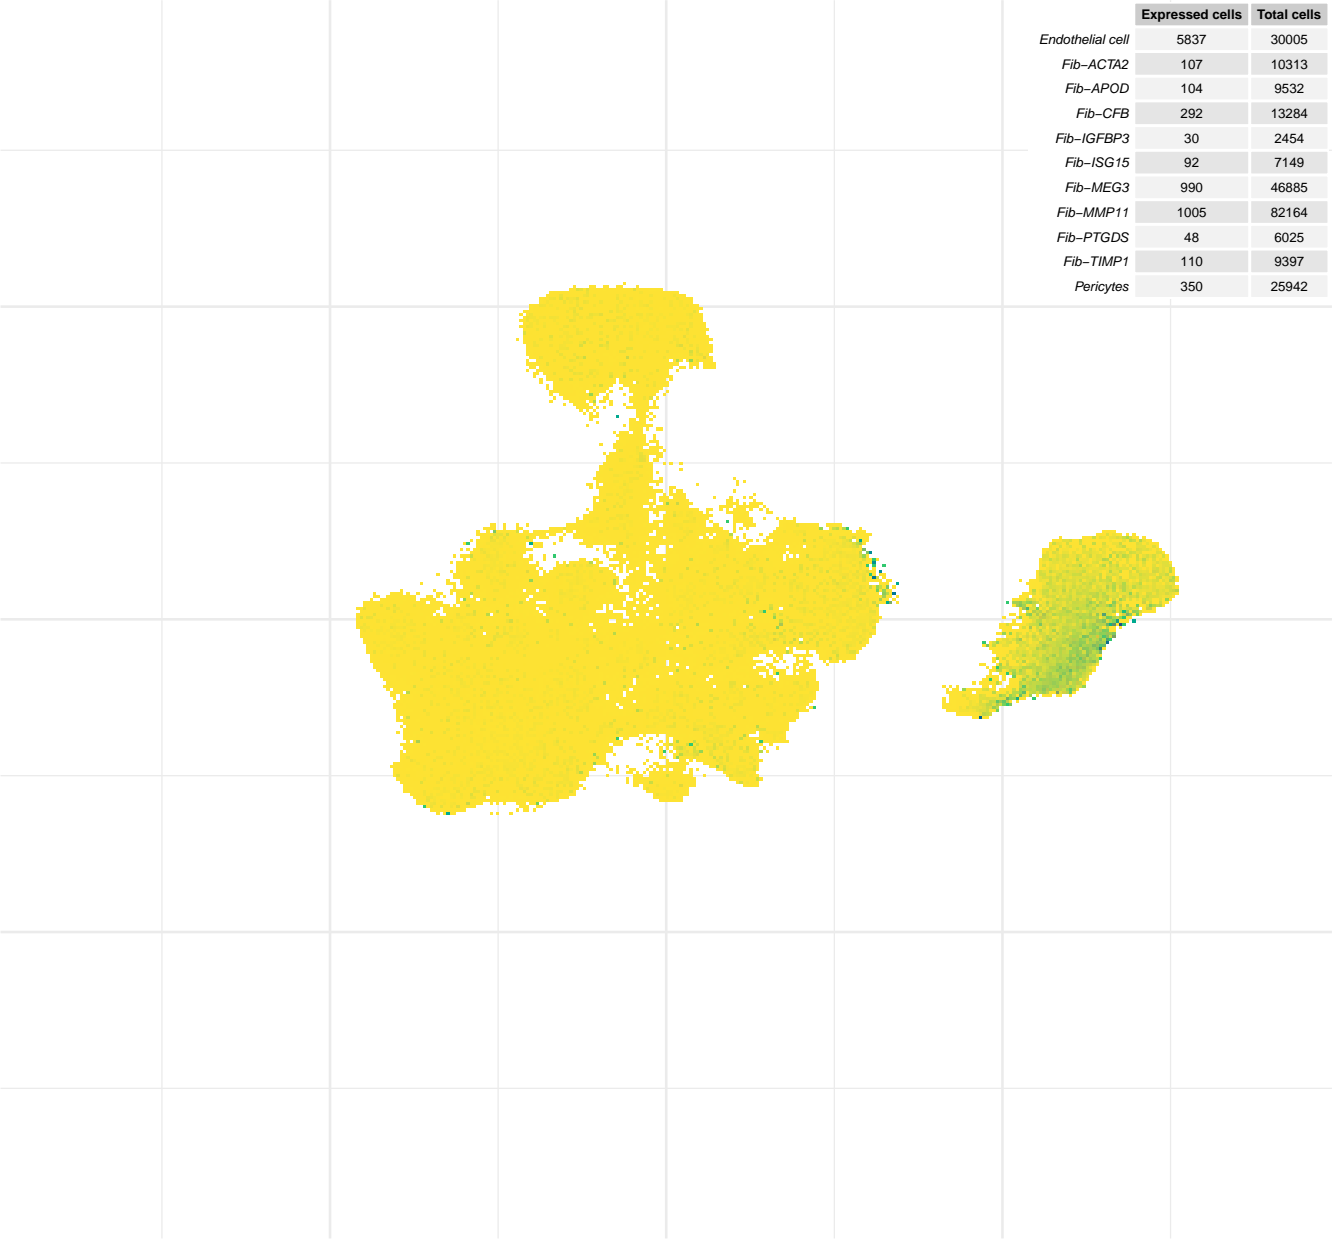 Expressed cells Total cells
Endothelial cell 5837 30005
Fib−ACTA2 107 10313
Fib−APOD 104 9532
Fib−CFB 292 13284
Fib−IGFBP3 30 2454
Fib−ISG15 92 7149
Fib−MEG3 990 46885
Fib−MMP11 1005 82164
Fib−PTGDS 48 6025
Fib−TIMP1 110 9397
Pericytes 350 25942